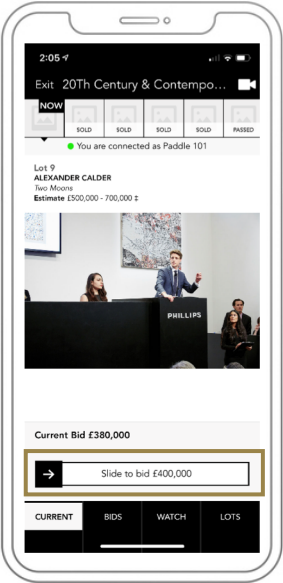 2:05
Exit 20Th Century & Contempo...
NOW
SOLD SOLD SOLD SOLD PASSED
You are connected as Paddle 101
Lot 9
ALEXANDER CALDER
Two Moons
Estimate £500,000 - 700,000 ‡
PHILLIPS
Current Bid £380,000
→ Slide to bid £400,000
CURRENT BIDS WATCH LOTS